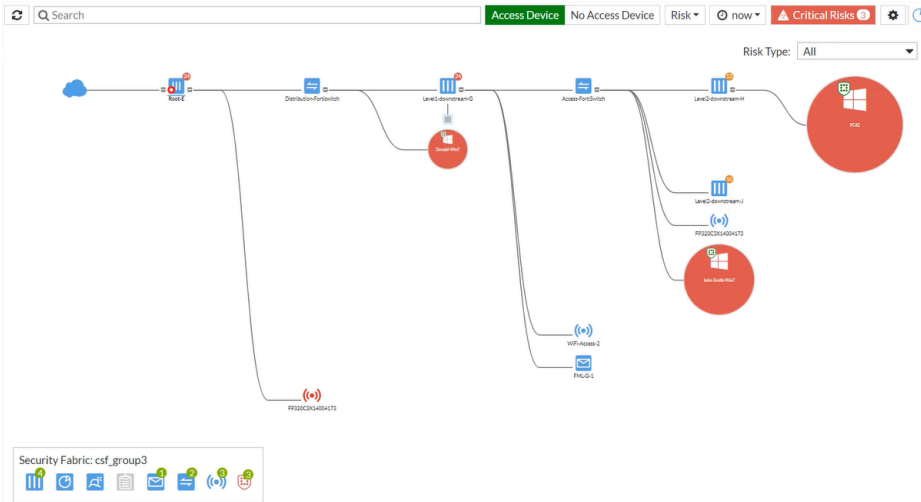 Search
Access Device
No Access Device
Risk
now
Critical Risks 3
Risk Type:
All
24
Root-E
Distribution-FortiSwitch
24
Level1-downstream-G
Access-FortiSwitch
Level2-downstream-H
PC41
Donald-Win7
Level2-downstream-J
FP320C3X14004173
John-Smith-Win7
WiFi-Access-2
FML-G-1
FP320C3X14004173
Security Fabric: csf_group3
4
1
2
3
3